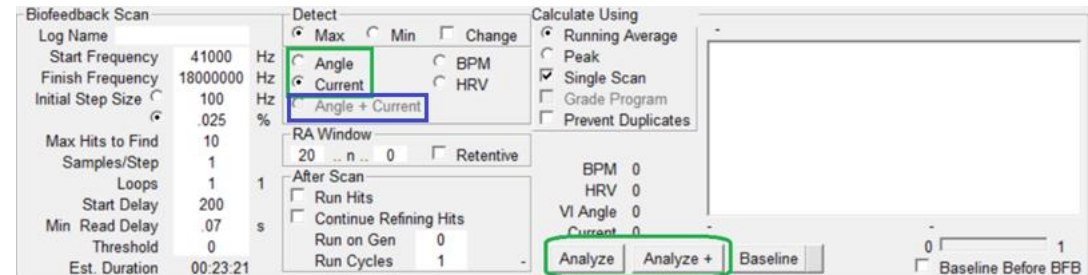 Biofeedback Scan
Log Name
Start Frequency 41000 Hz
Finish Frequency 18000000 Hz
Initial Step Size 100 Hz
.025 %
Max Hits to Find 10
Samples/Step 1
Loops 1 1
Start Delay 200
Min Read Delay .07 s
Threshold 0
Est. Duration 00:23:21
Detect
Max Min Change
Angle BPM
Current HRV
Angle + Current
RA Window
20 .. n .. 0 Retentive
After Scan
Run Hits
Continue Refining Hits
Run on Gen 0
Run Cycles 1 -
Calculate Using
Running Average
Peak
Single Scan
Grade Program
Prevent Duplicates
BPM 0
HRV 0
VI Angle 0
Current 0
Analyze Analyze + Baseline
-
-
-
0 1
Baseline Before BFB